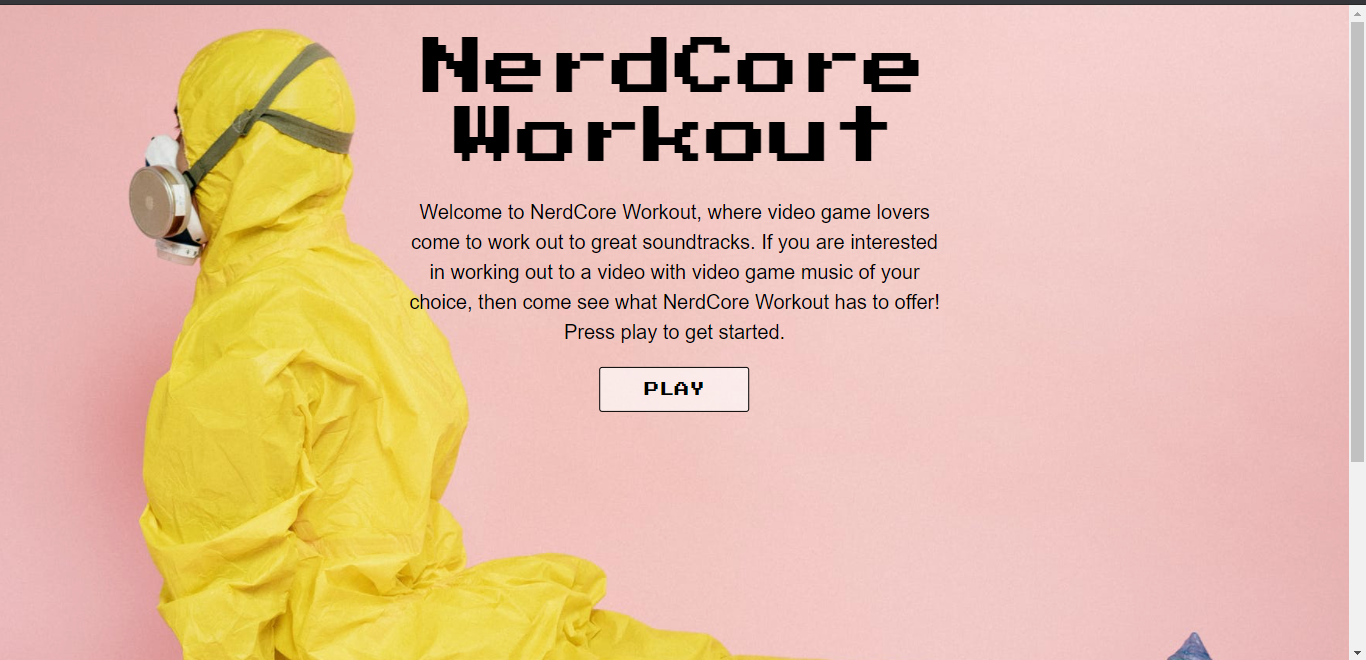 NerdCore
Workout
Welcome to NerdCore Workout, where video game lovers
come to work out to great soundtracks. If you are interested
in working out to a video with video game music of your
choice, then come see what NerdCore Workout has to offer!
Press play to get started.
PLAY